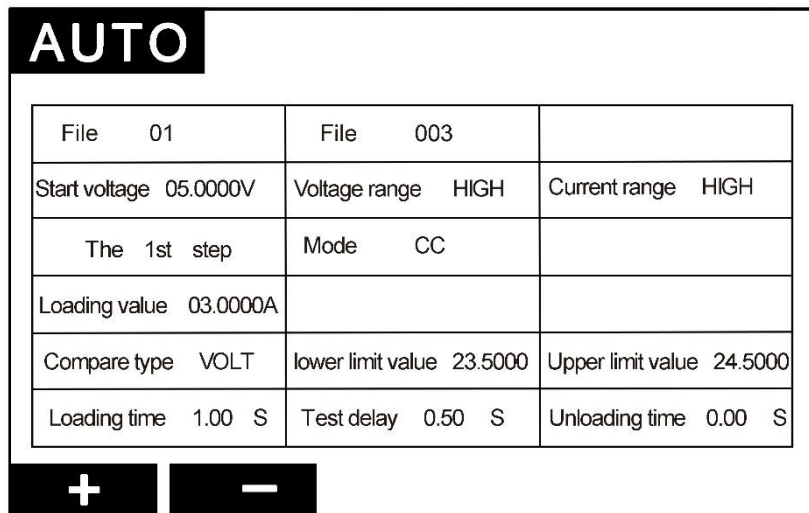 AUTO
File 01 File 003
Start voltage 05.0000V Voltage range HIGH Current range HIGH
The 1st step Mode CC
Loading value 03.0000A
Compare type VOLT lower limit value 23.5000 Upper limit value 24.5000
Loading time 1.00 S Test delay 0.50 S Unloading time 0.00 S
+ −